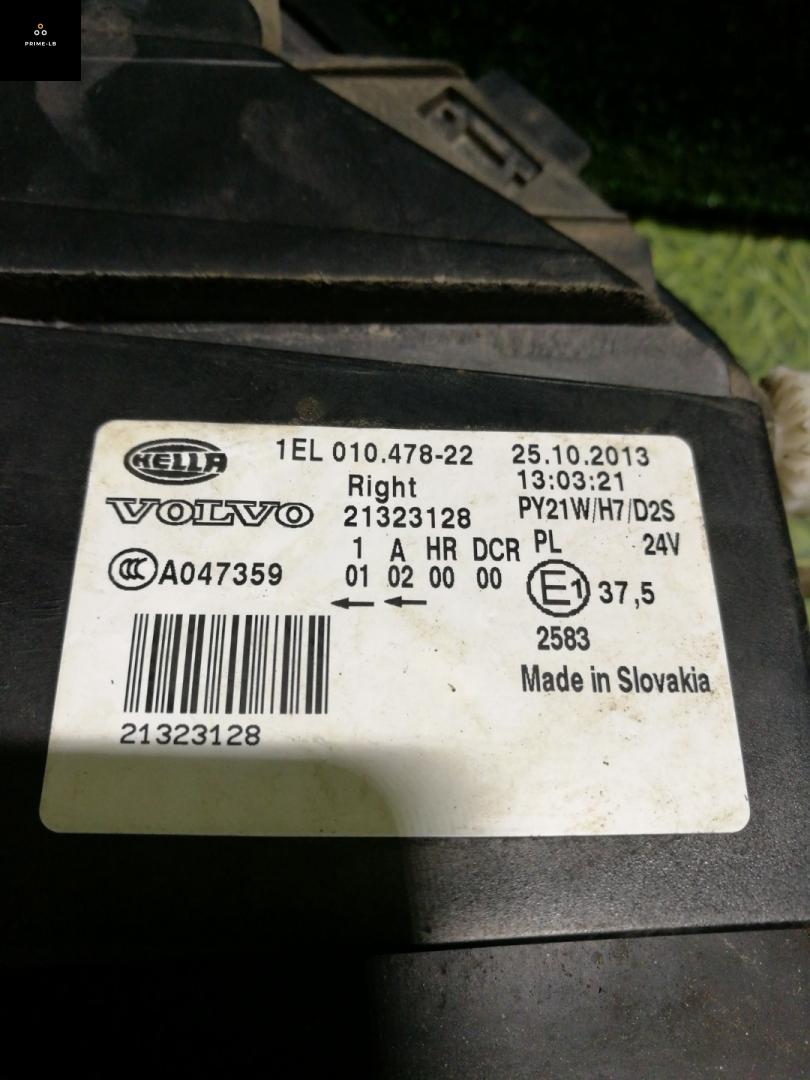 PRIME-LB
HELLA
1EL 010.478-22
25.10.2013
13:03:21
Right
VOLVO
21323128
PY21W/H7/D2S
1 A HR DCR PL 24V
CCC A047359
01 02 00 00
E1 37,5
2583
Made in Slovakia
21323128